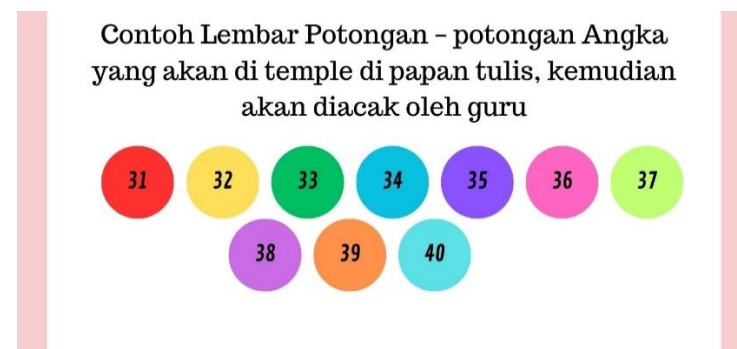 Contoh Lembar Potongan – potongan Angka
yang akan di temple di papan tulis, kemudian
akan diacak oleh guru
31 32 33 34 35 36 37
38 39 40